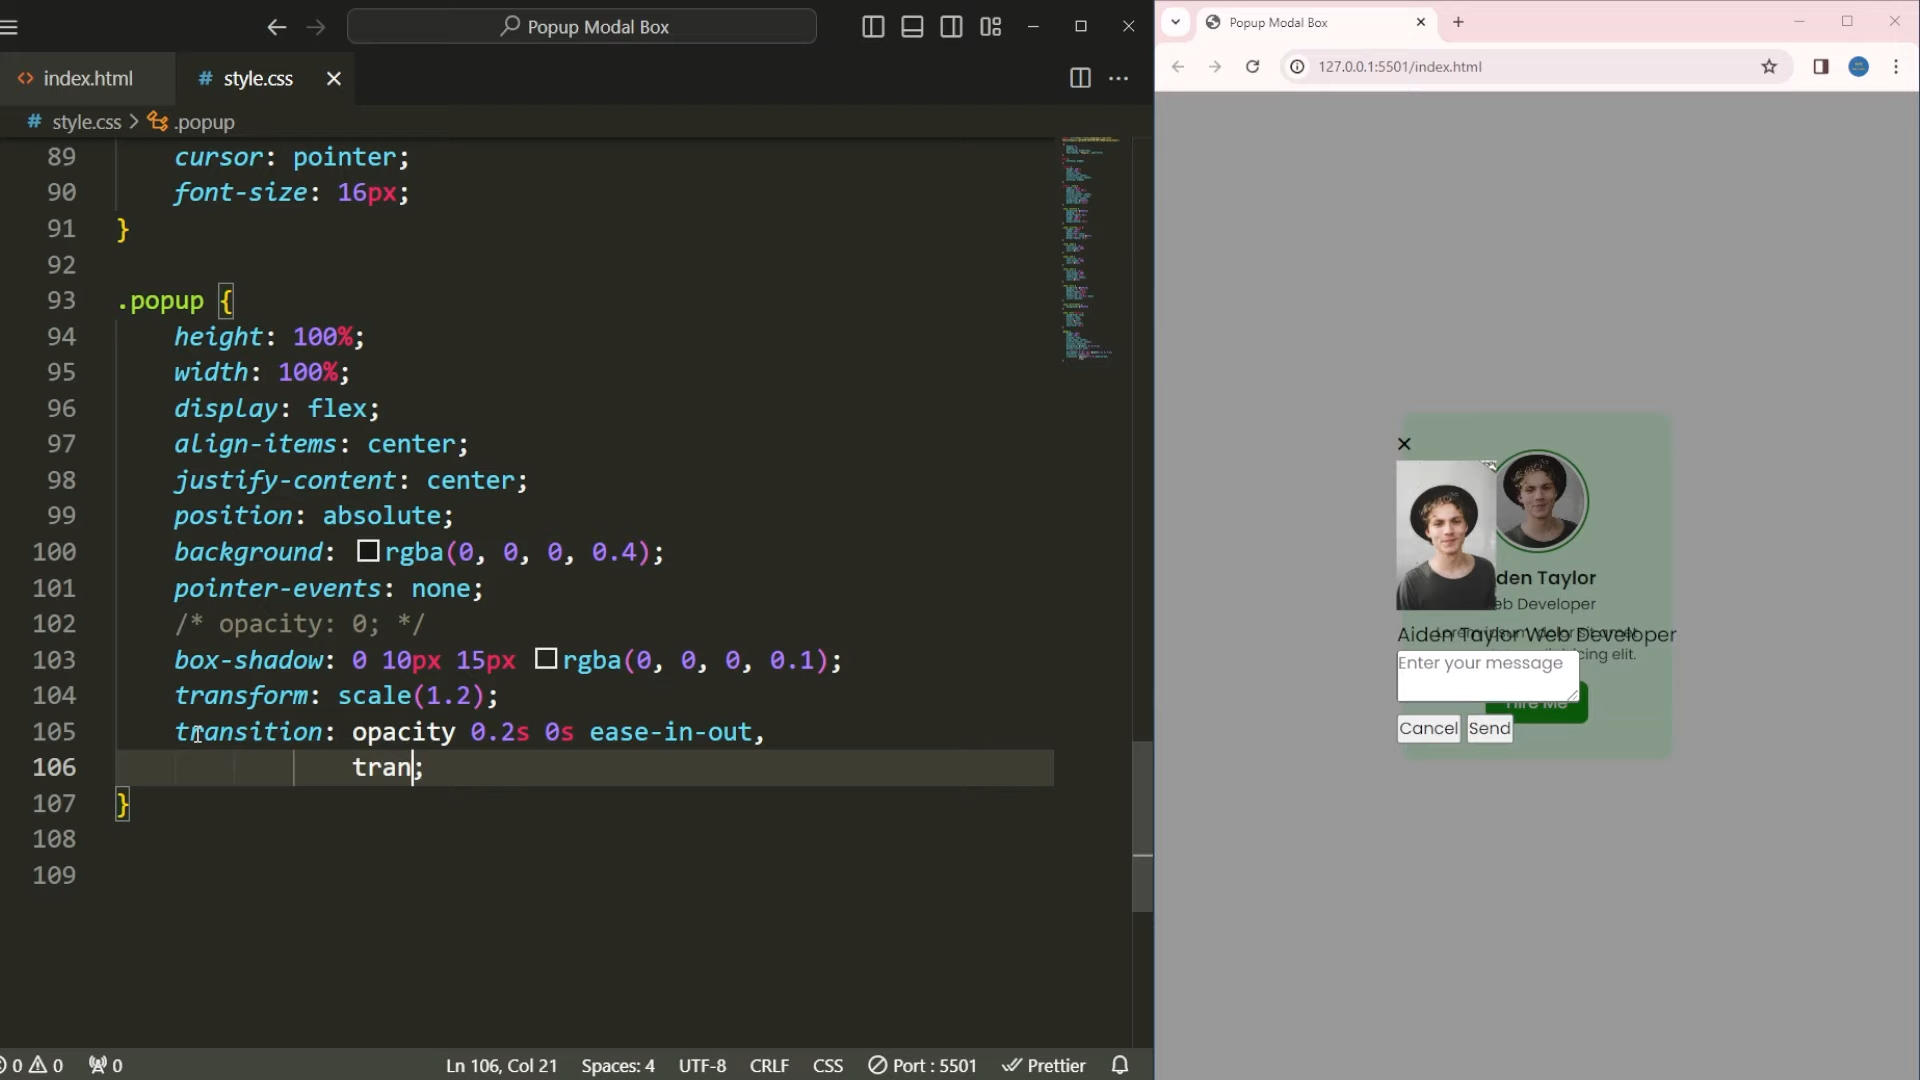 Popup Modal Box
index.html
# style.css
# style.css > .popup
89 cursor: pointer;
90 font-size: 16px;
91 }
92
93 .popup {
94 height: 100%;
95 width: 100%;
96 display: flex;
97 align-items: center;
98 justify-content: center;
99 position: absolute;
100 background: rgba(0, 0, 0, 0.4);
101 pointer-events: none;
102 /* opacity: 0; */
103 box-shadow: 0 10px 15px rgba(0, 0, 0, 0.1);
104 transform: scale(1.2);
105 transition: opacity 0.2s 0s ease-in-out,
106 tran;
107 }
108
109
0 0 0
Ln 106, Col 21 Spaces: 4 UTF-8 CRLF CSS Port : 5501 Prettier
Popup Modal Box
127.0.0.1:5501/index.html
den Taylor
eb Developer
Aiden Taylor Web Developer
Enter your message
cing elit.
Hire Me
Cancel Send